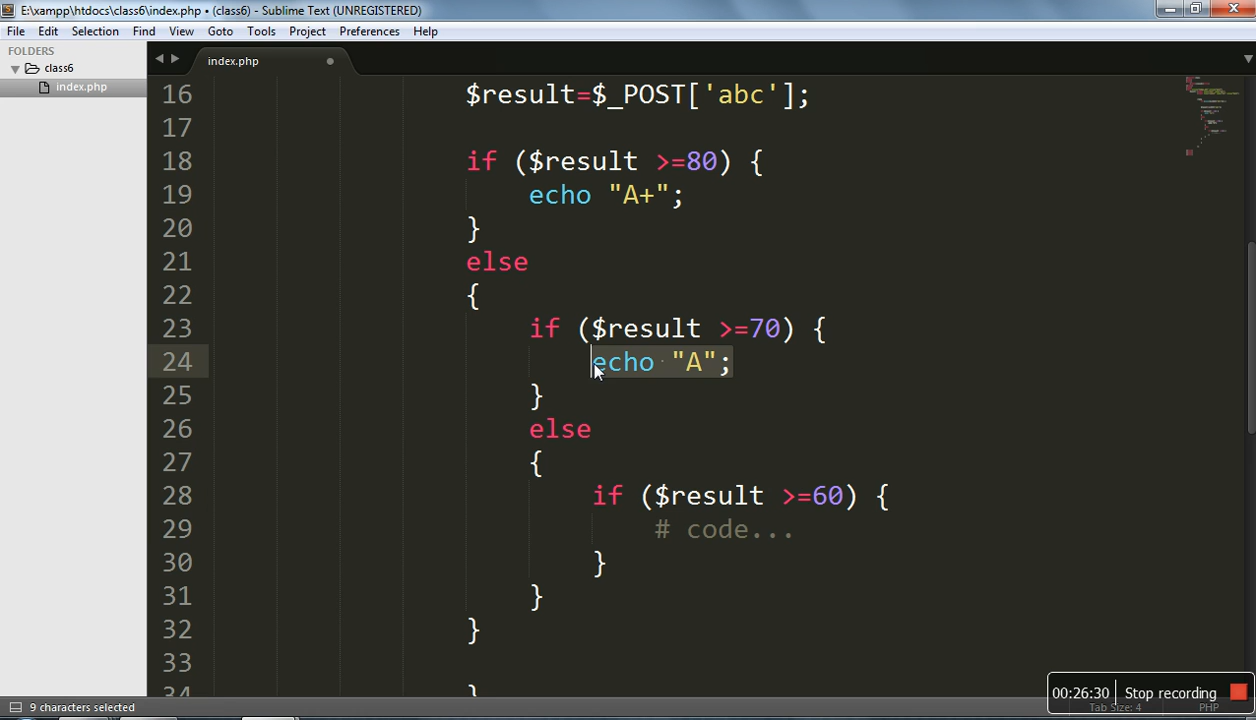 E:\xampp\htdocs\class6\index.php • (class6) - Sublime Text (UNREGISTERED)
File Edit Selection Find View Goto Tools Project Preferences Help
FOLDERS
class6
index.php
index.php
16 $result=$_POST['abc'];
17
18 if ($result >=80) {
19 echo "A+";
20 }
21 else
22 {
23 if ($result >=70) {
24 echo "A";
25 }
26 else
27 {
28 if ($result >=60) {
29 # code...
30 }
31 }
32 }
33
34 }
00:26:30 Stop recording
9 characters selected
Tab Size: 4 PHP